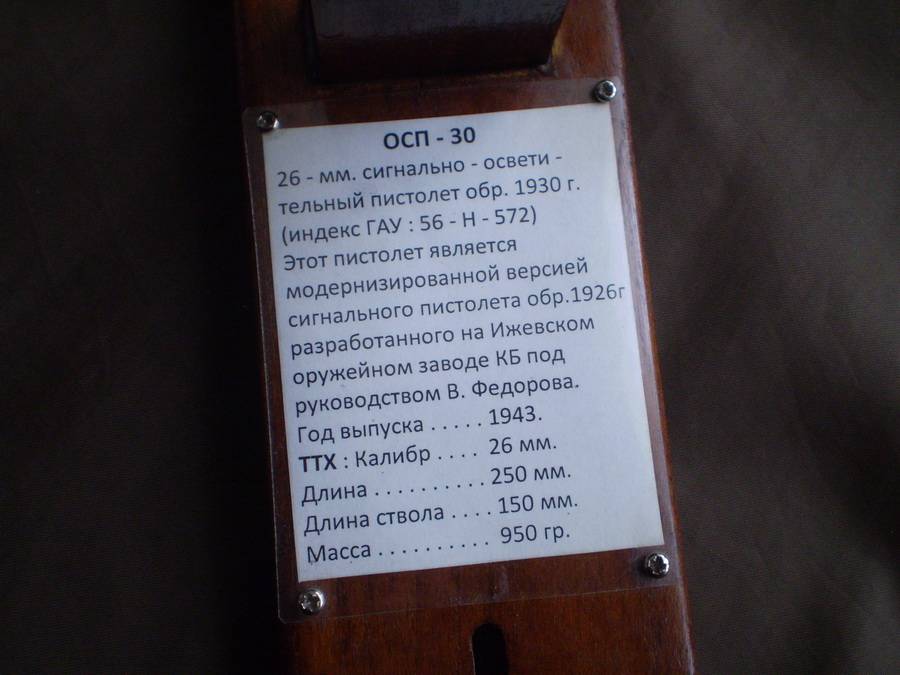 ОСП - 30
26 - мм. сигнально - освети -
тельный пистолет обр. 1930 г.
(индекс ГАУ : 56 - Н - 572)
Этот пистолет является
модернизированной версией
сигнального пистолета обр.1926г
разработанного на Ижевском
оружейном заводе КБ под
руководством В. Федорова.
Год выпуска . . . . . 1943.
ТТХ : Калибр . . . . 26 мм.
Длина . . . . . . . . . . 250 мм.
Длина ствола . . . . 150 мм.
Масса . . . . . . . . . . 950 гр.